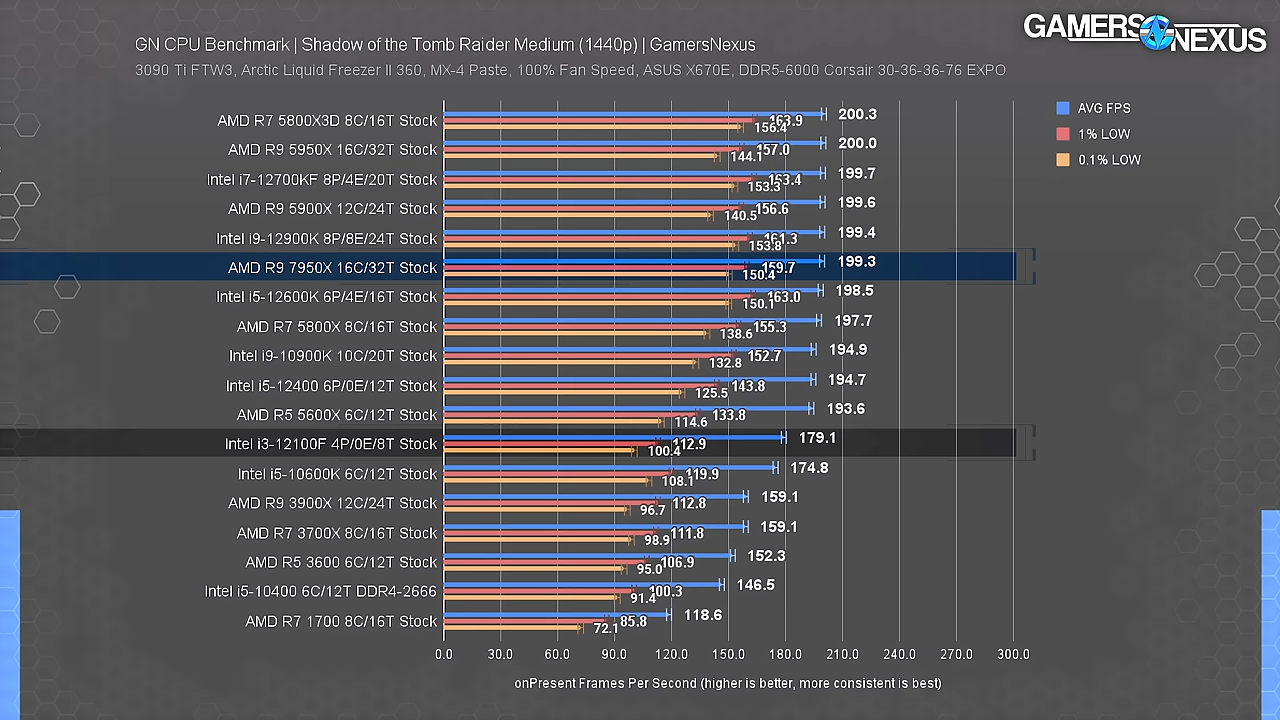 GAMERS NEXUS
GN CPU Benchmark | Shadow of the Tomb Raider Medium (1440p) | GamersNexus
3090 Ti FTW3, Arctic Liquid Freezer II 360, MX-4 Paste, 100% Fan Speed, ASUS X670E, DDR5-6000 Corsair 30-36-36-76 EXPO
AVG FPS
1% LOW
0.1% LOW
AMD R7 5800X3D 8C/16T Stock 200.3 163.9 156.4
AMD R9 5950X 16C/32T Stock 200.0 157.0 144.1
Intel i7-12700KF 8P/4E/20T Stock 199.7 163.4 153.3
AMD R9 5900X 12C/24T Stock 199.6 156.6 140.5
Intel i9-12900K 8P/8E/24T Stock 199.4 161.3 153.8
AMD R9 7950X 16C/32T Stock 199.3 159.7 150.4
Intel i5-12600K 6P/4E/16T Stock 198.5 163.0 150.1
AMD R7 5800X 8C/16T Stock 197.7 155.3 138.6
Intel i9-10900K 10C/20T Stock 194.9 152.7 132.8
Intel i5-12400 6P/0E/12T Stock 194.7 143.8 125.5
AMD R5 5600X 6C/12T Stock 193.6 133.8 114.6
Intel i3-12100F 4P/0E/8T Stock 179.1 112.9 100.4
Intel i5-10600K 6C/12T Stock 174.8 119.9 108.1
AMD R9 3900X 12C/24T Stock 159.1 112.8 96.7
AMD R7 3700X 8C/16T Stock 159.1 111.8 98.9
AMD R5 3600 6C/12T Stock 152.3 106.9 95.0
Intel i5-10400 6C/12T DDR4-2666 146.5 100.3 91.4
AMD R7 1700 8C/16T Stock 118.6 85.8 72.1
0.0 30.0 60.0 90.0 120.0 150.0 180.0 210.0 240.0 270.0 300.0
onPresent Frames Per Second (higher is better, more consistent is best)